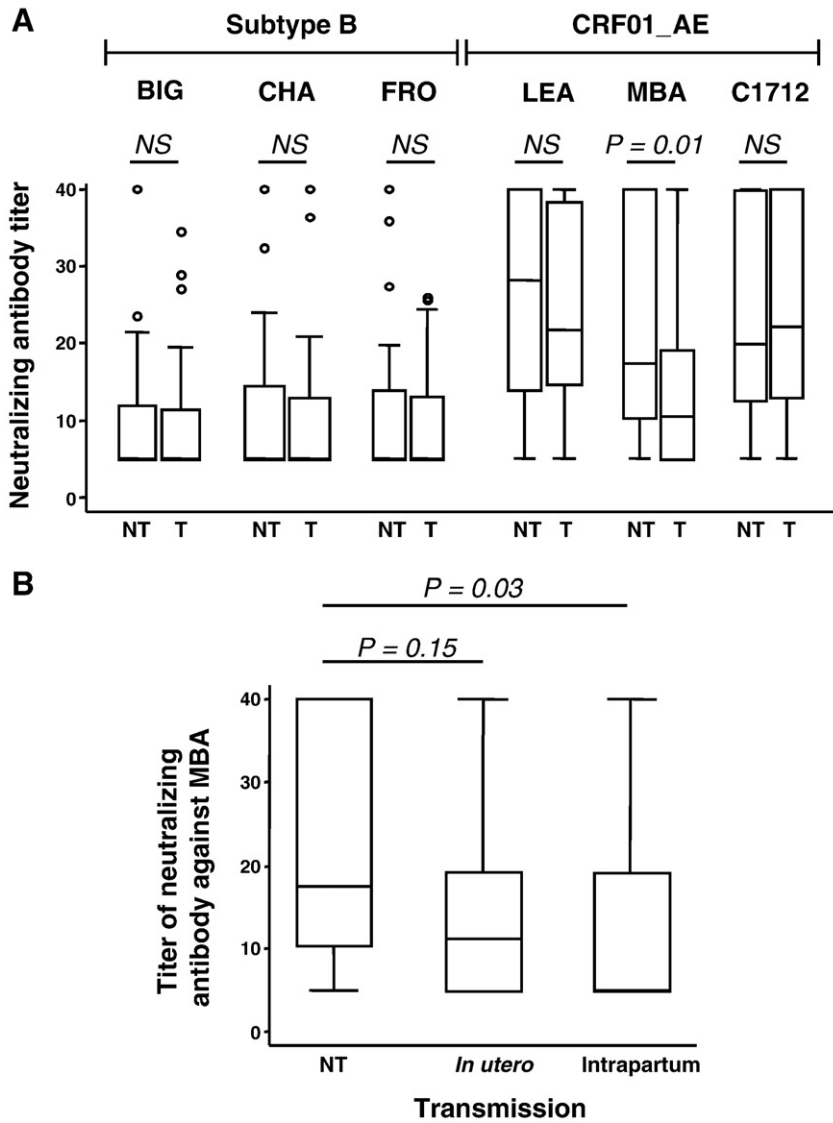 A
Subtype B CRF01_AE
BIG CHA FRO LEA MBA C1712
NS NS NS NS P = 0.01 NS
Neutralizing antibody titer
40
30
20
10
0
NT T NT T NT T NT T NT T NT T
B
P = 0.03
P = 0.15
Titer of neutralizing
antibody against MBA
40
30
20
10
0
NT In utero Intrapartum
Transmission